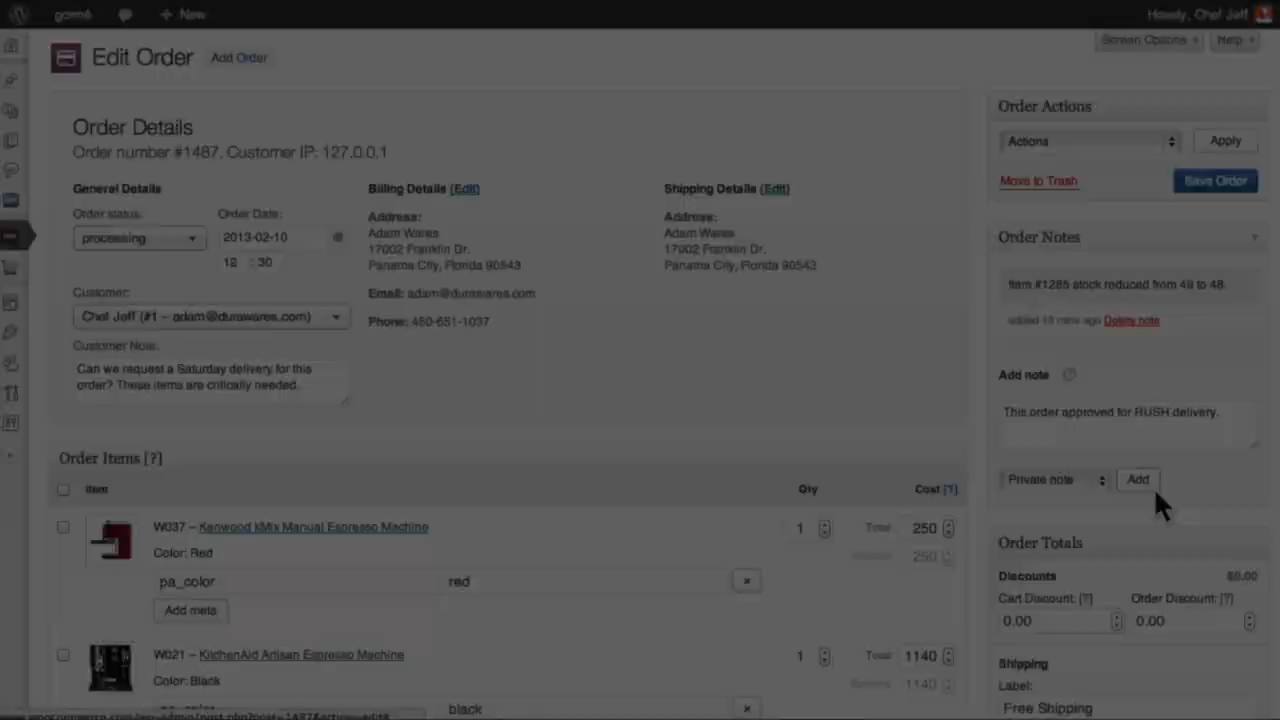 gcwm6
New
Howdy, Chef Jeff
Edit Order
Add Order
Screen Options
Help
Order Details
Order number #1487. Customer IP: 127.0.0.1
General Details
Order status:
Order Date:
processing
2013-02-10
12 : 30
Customer:
Chef Jeff (#1 – adam@durawares.com)
Customer Note:
Can we request a Saturday delivery for this
order? These items are critically needed.
Billing Details (Edit)
Address:
Adam Wares
17002 Franklin Dr.
Panama City, Florida 90543
Email: adam@durawares.com
Phone: 450-651-1037
Shipping Details (Edit)
Address:
Adam Wares
17002 Franklin Dr.
Panama City, Florida 90543
Order Items [?]
Item
Qty
Cost [?]
W037 – Kenwood kMix Manual Espresso Machine
1
Total:
250
250
Color: Red
pa_color
red
×
Add meta
W021 – KitchenAid Artisan Espresso Machine
1
Total:
1140
1140
Color: Black
black
×
Order Actions
Actions
Apply
Move to Trash
Save Order
Order Notes
Item #1285 stock reduced from 49 to 48.
added 18 mins ago Delete note
Add note
This order approved for RUSH delivery.
Private note
Add
Order Totals
Discounts
$0.00
Cart Discount: [?]
Order Discount: [?]
0.00
0.00
Shipping
Label:
Free Shipping